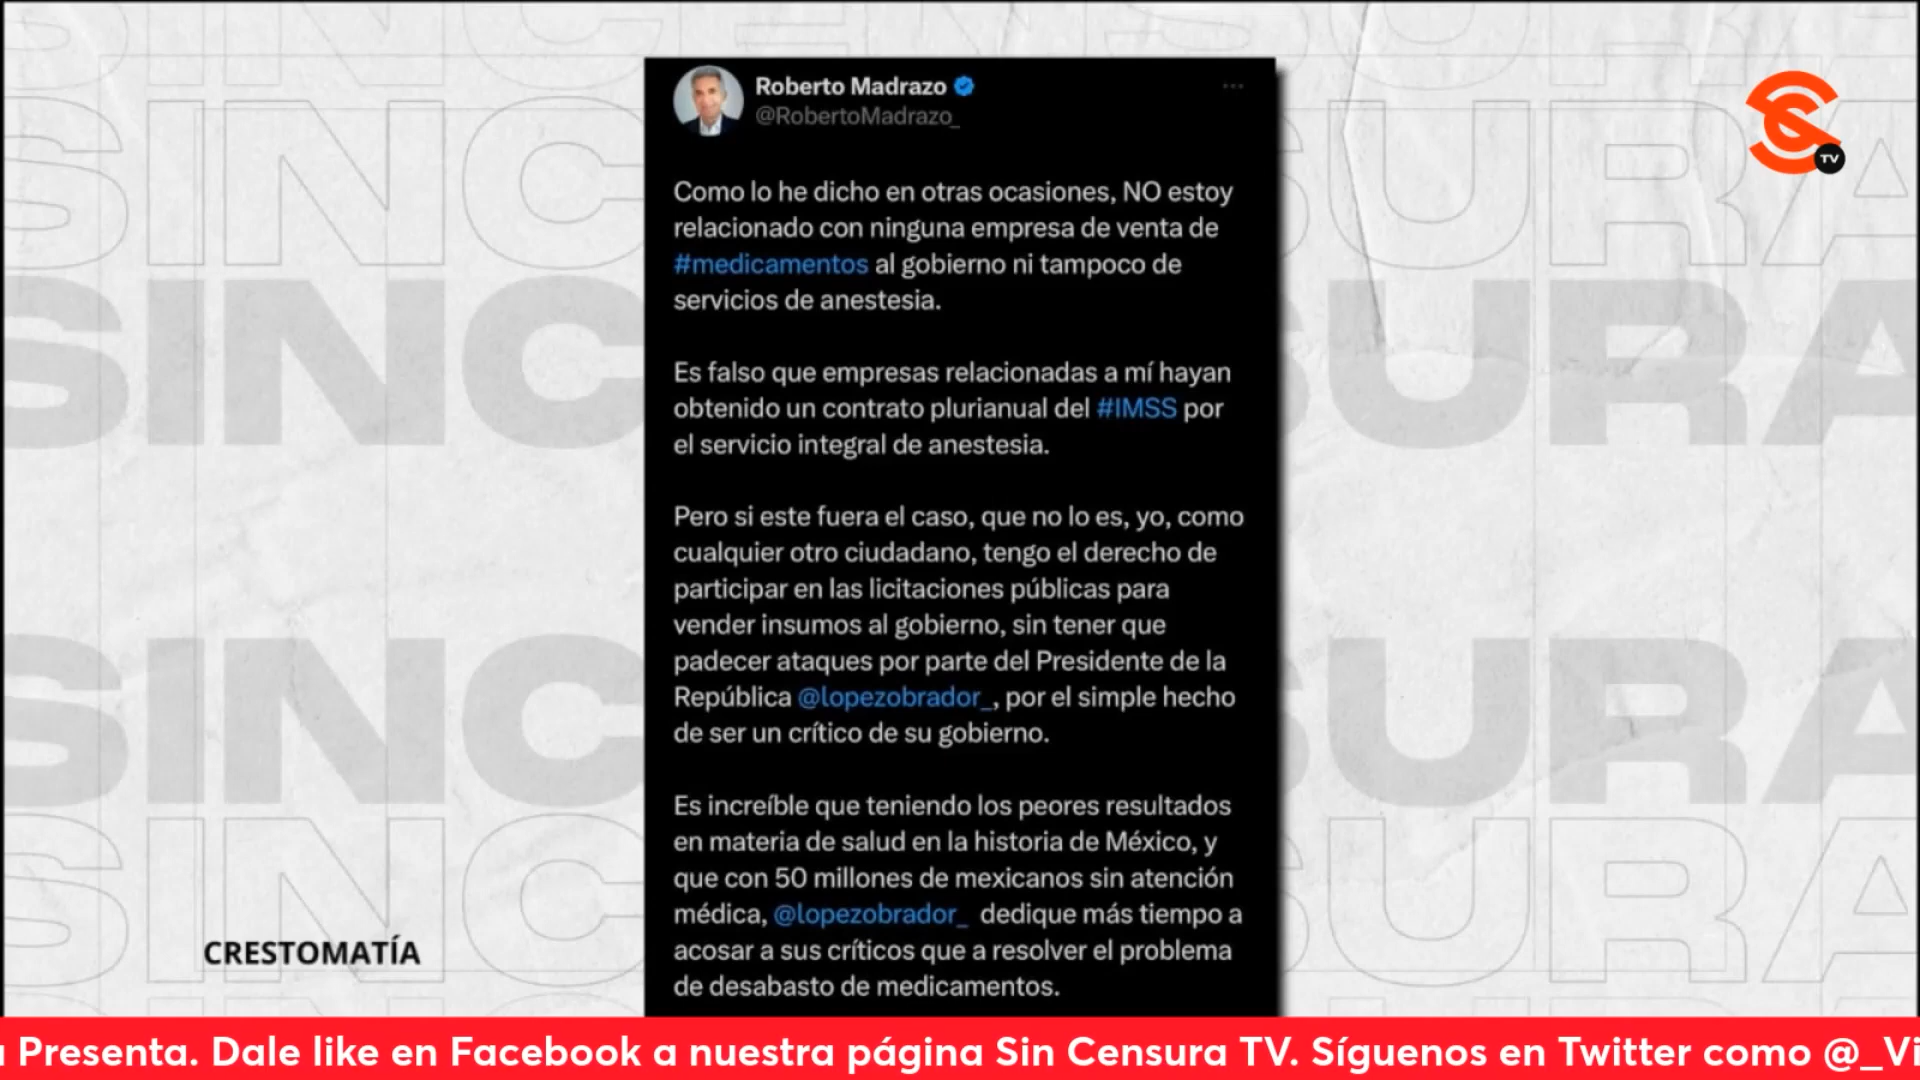 SINCENSURA
SINCENSURA
SINC SURA
SINC SURA
SINC SURA
Roberto Madrazo
@RobertoMadrazo_
TV
Como lo he dicho en otras ocasiones, NO estoy
relacionado con ninguna empresa de venta de
#medicamentos al gobierno ni tampoco de
servicios de anestesia.
Es falso que empresas relacionadas a mí hayan
obtenido un contrato plurianual del #IMSS por
el servicio integral de anestesia.
Pero si este fuera el caso, que no lo es, yo, como
cualquier otro ciudadano, tengo el derecho de
participar en las licitaciones públicas para
vender insumos al gobierno, sin tener que
padecer ataques por parte del Presidente de la
República @lopezobrador_, por el simple hecho
de ser un crítico de su gobierno.
Es increíble que teniendo los peores resultados
en materia de salud en la historia de México, y
que con 50 millones de mexicanos sin atención
médica, @lopezobrador_ dedique más tiempo a
acosar a sus críticos que a resolver el problema
de desabasto de medicamentos.
CRESTOMATÍA
a Presenta. Dale like en Facebook a nuestra página Sin Censura TV. Síguenos en Twitter como @_Vi